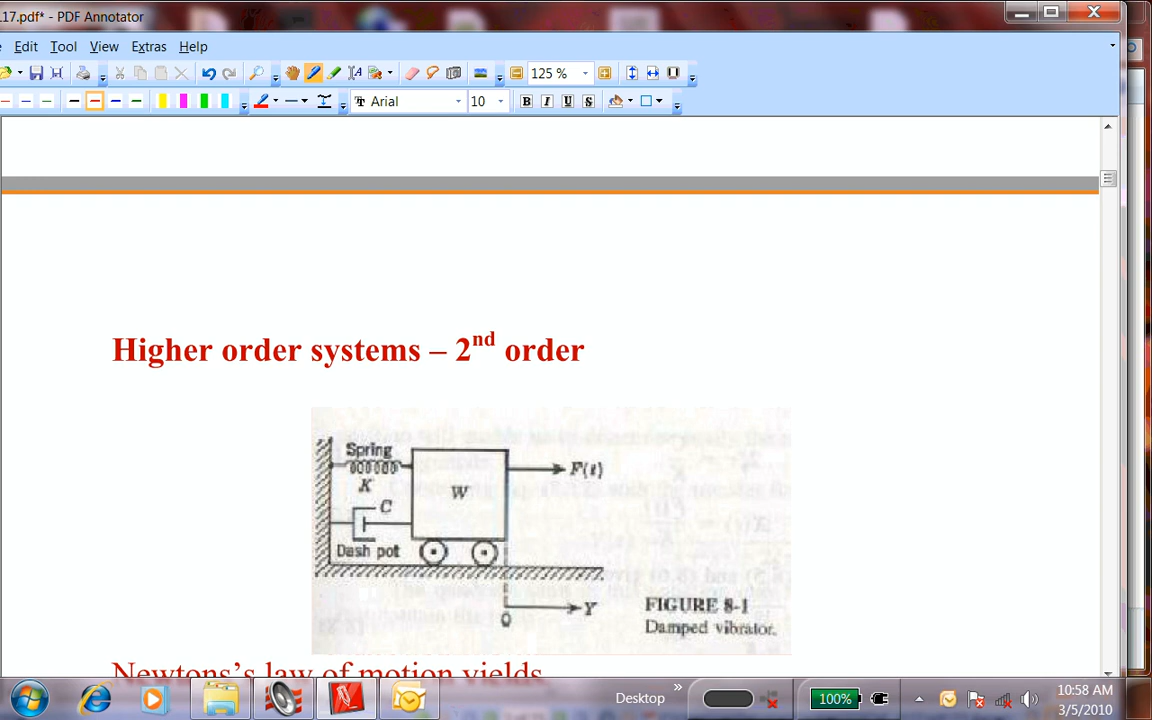 117.pdf* - PDF Annotator
Edit Tool View Extras Help
125 %
Arial 10 B I U S
Higher order systems – 2nd order
Spring
K
C
Dash pot
W
F(t)
Y
0
FIGURE 8-1
Damped vibrator.
Newtons's law of motion yields
Desktop »
100%
10:58 AM
3/5/2010